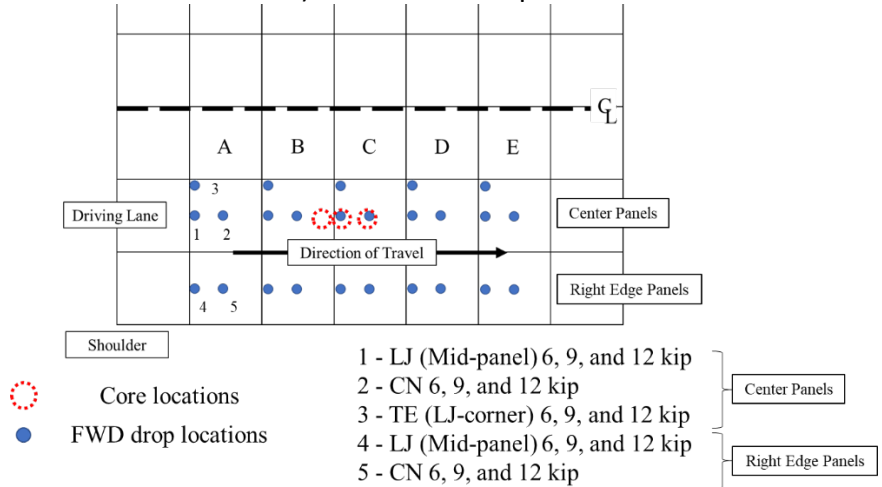 CL
A B C D E
3
Driving Lane
Center Panels
1 2
Direction of Travel
Right Edge Panels
4 5
Shoulder
1 - LJ (Mid-panel) 6, 9, and 12 kip
2 - CN 6, 9, and 12 kip
3 - TE (LJ-corner) 6, 9, and 12 kip
4 - LJ (Mid-panel) 6, 9, and 12 kip
5 - CN 6, 9, and 12 kip
Center Panels
Right Edge Panels
Core locations
FWD drop locations